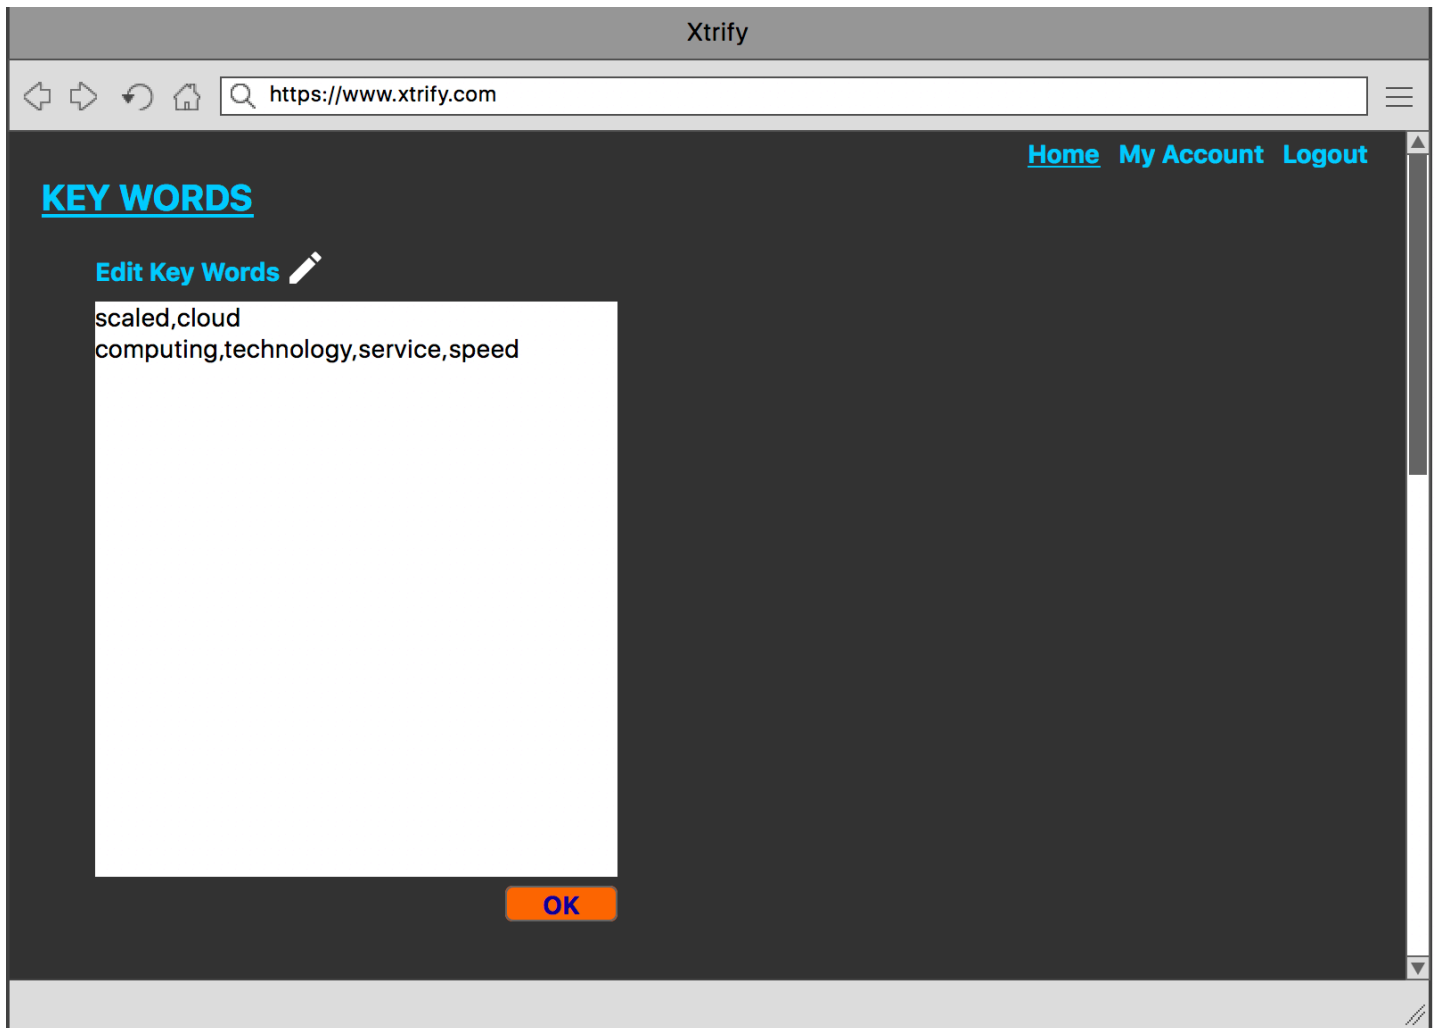 Xtrify
https://www.xtrify.com
Home My Account Logout
KEY WORDS
Edit Key Words
scaled,cloud
computing,technology,service,speed
OK